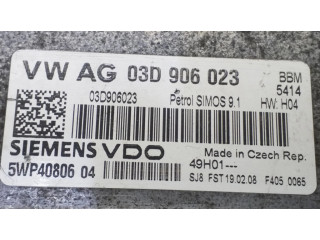 VW AG 03D 906 023 BBM
5414
03D906023 Petrol SIMOS 9.1 HW: H04
SIEMENS VDO Made in Czech Rep.
49H01---
5WP40806 04 SJ8 FST 19.02.08 F405 0065